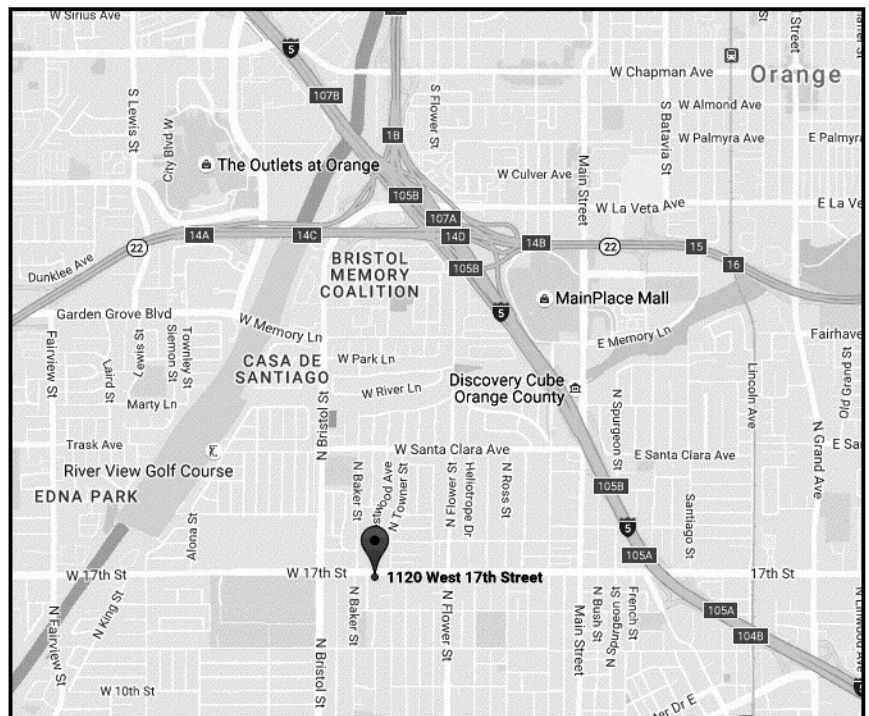 W Sirius Ave
5
St
W Chapman Ave
Orange
S Lewis St
City Blvd W
107B
1B
S Flower St
S Batavia St
W Almond Ave
W Palmyra Ave
E Palmyra
The Outlets at Orange
105B
W Culver Ave
Main Street
W La Veta Ave
E La Ve
107A
14A
14C
14D
14B
22
22
15
16
Dunklee Ave
BRISTOL
MEMORY
COALITION
105B
MainPlace Mall
5
Garden Grove Blvd
W Memory Ln
E Memory Ln
Fairhave
Fairview St
Laird St
Lewis St
Siemon St
Townley St
CASA DE
SANTIAGO
W Park Ln
W River Ln
Discovery Cube
Orange County
Lincoln Ave
Old Grand St
Marty Ln
N Bristol St
N Spurgeon St
N Grand Ave
Trask Ave
W Santa Clara Ave
E Santa Clara Ave
E Sa
River View Golf Course
EDNA PARK
N Baker St
N Towner St
N Flower St
Heliotrope Dr
N Ross St
105B
5
Santiago St
Alona St
105A
W 17th St
W 17th St
1120 West 17th Street
17th St
N Fairview St
N King St
N Baker St
N Bristol St
N Flower St
Main Street
N Bush St
N Spurgeon St
French St
105A
104B
W 10th St